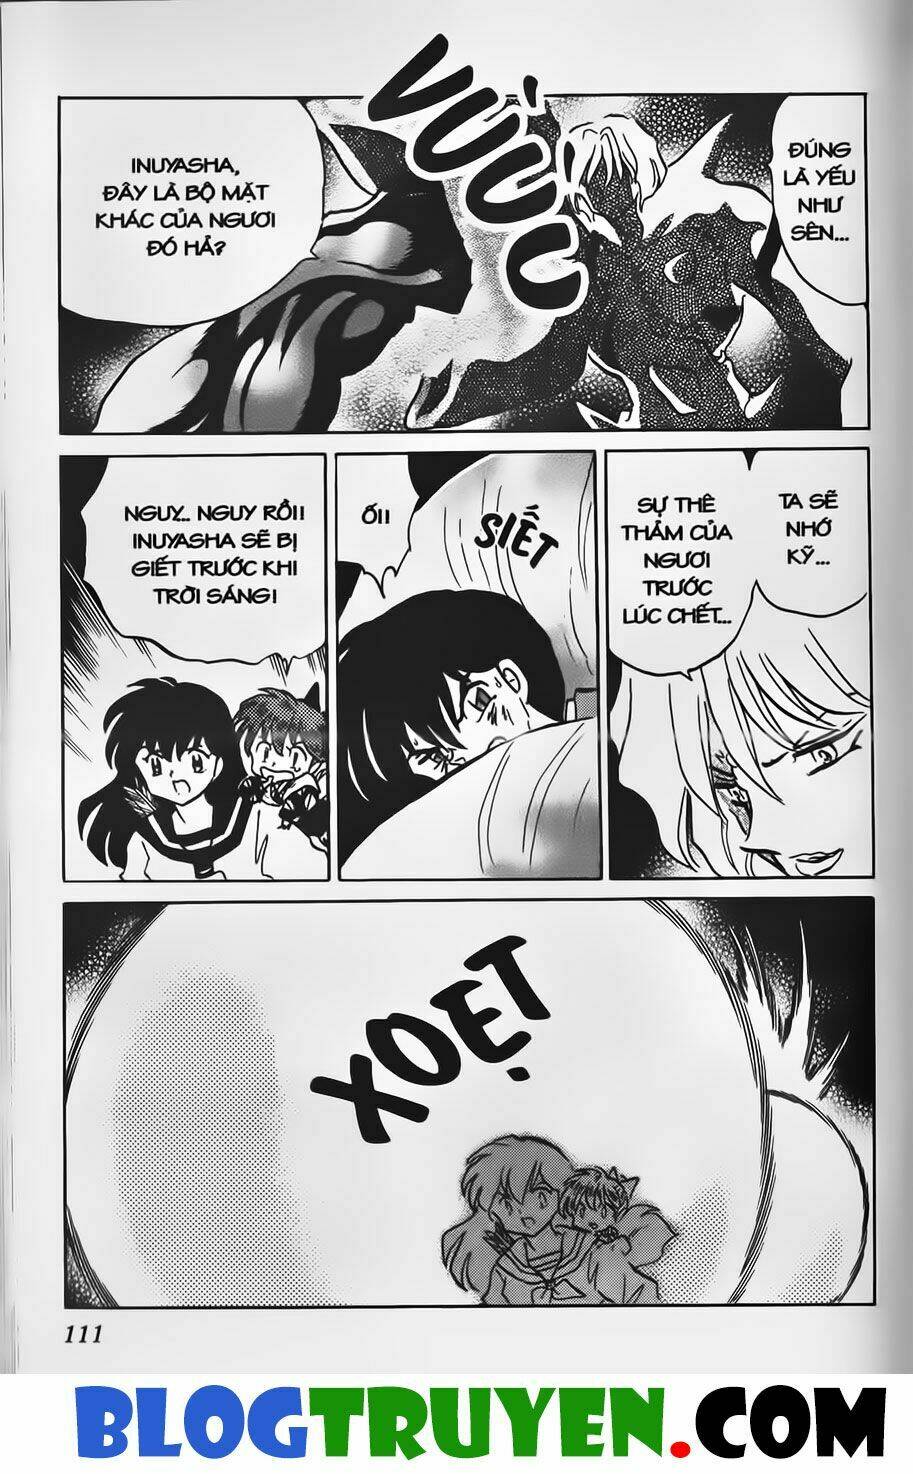 VỨCC
ĐÚNG
LÀ YẾU
NHƯ
SÊN...
INUYASHA,
ĐÂY LÀ BỘ MẶT
KHÁC CỦA NGƯƠI
ĐÓ HẢ?
TA SẼ
NHỚ
KỸ...
SỰ THÊ
THẢM CỦA
NGƯƠI
TRƯỚC
LÚC CHẾT...
SIẾT
ỐI!
NGUY... NGUY RỒI!
INUYASHA SẼ BỊ
GIẾT TRƯỚC KHI
TRỜI SÁNG!
XOẸT
111
BLOGTRUYEN.COM